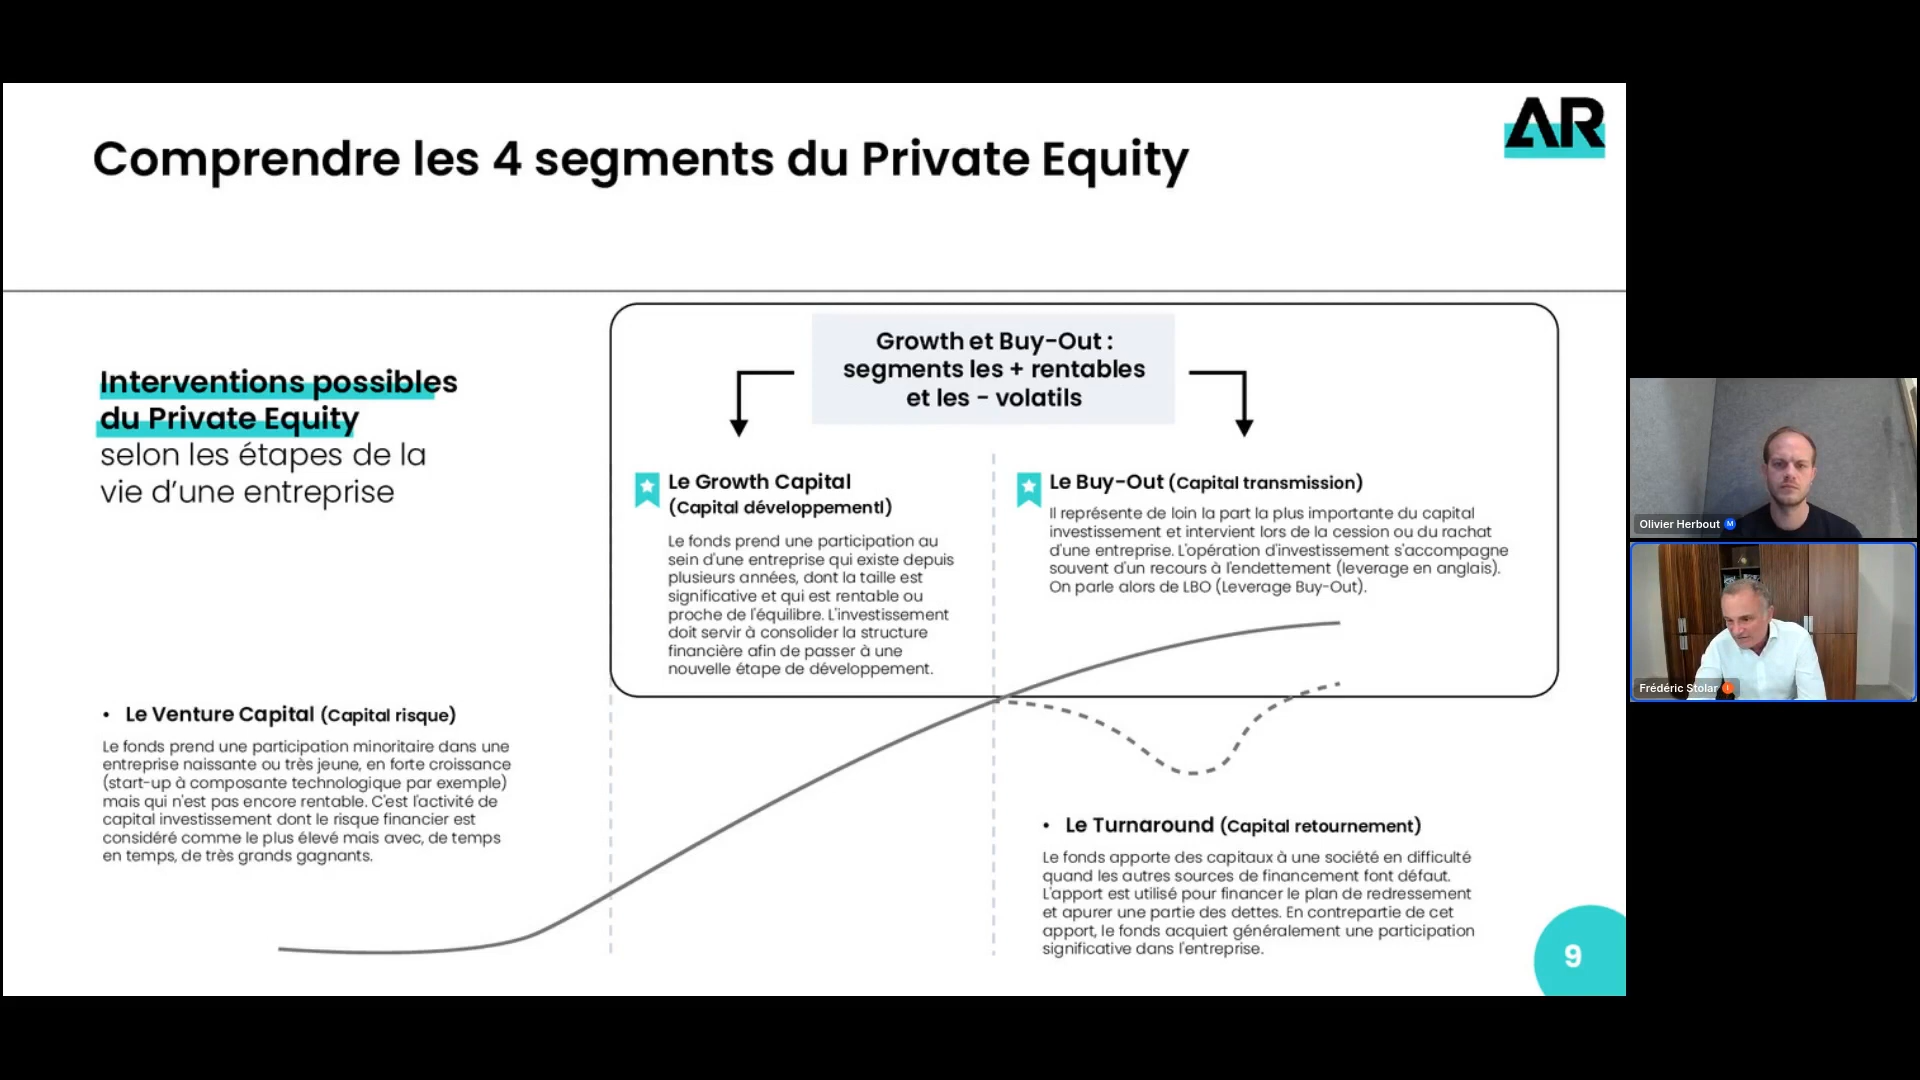 Comprendre les 4 segments du Private Equity
AR
Interventions possibles
du Private Equity
selon les étapes de la
vie d'une entreprise
Growth et Buy-Out :
segments les + rentables
et les - volatils
Le Growth Capital
(Capital développementl)
Le fonds prend une participation au
sein d'une entreprise qui existe depuis
plusieurs années, dont la taille est
significative et qui est rentable ou
proche de l'équilibre. L'investissement
doit servir à consolider la structure
financière afin de passer à une
nouvelle étape de développement.
Le Buy-Out (Capital transmission)
Il représente de loin la part la plus importante du capital
investissement et intervient lors de la cession ou du rachat
d'une entreprise. L'opération d'investissement s'accompagne
souvent d'un recours à l'endettement (leverage en anglais).
On parle alors de LBO (Leverage Buy-Out).
• Le Venture Capital (Capital risque)
Le fonds prend une participation minoritaire dans une
entreprise naissante ou très jeune, en forte croissance
(start-up à composante technologique par exemple)
mais qui n'est pas encore rentable. C'est l'activité de
capital investissement dont le risque financier est
considéré comme le plus élevé mais avec, de temps
en temps, de très grands gagnants.
• Le Turnaround (Capital retournement)
Le fonds apporte des capitaux à une société en difficulté
quand les autres sources de financement font défaut.
L'apport est utilisé pour financer le plan de redressement
et apurer une partie des dettes. En contrepartie de cet
apport, le fonds acquiert généralement une participation
significative dans l'entreprise.
9
Olivier Herbout M
Frédéric Stolar